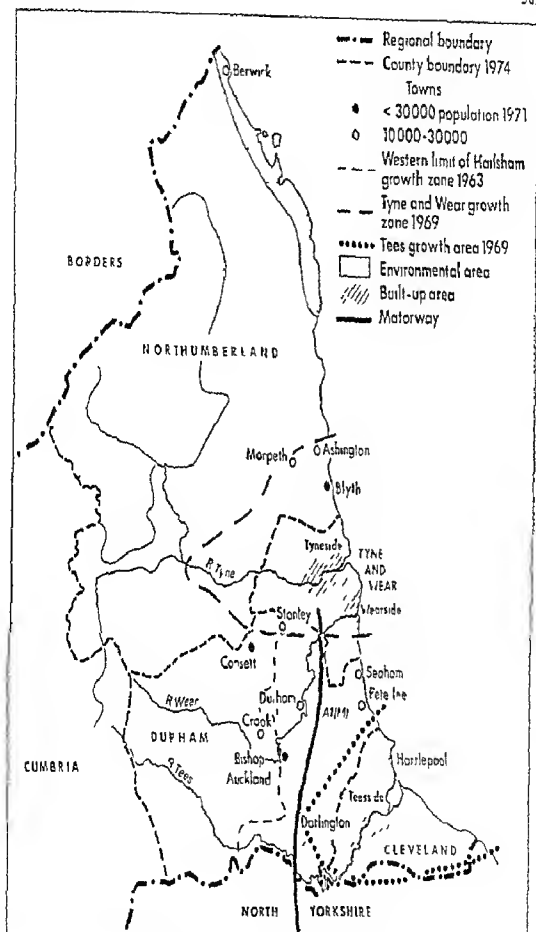 Regional boundary
County boundary 1974
Towns
< 30000 population 1971
10000-30000
Western limit of Hailsham
growth zone 1963
Tyne and Wear growth
zone 1969
Tees growth area 1969
Environmental area
Built-up area
Motorway
Berwick
BORDERS
NORTHUMBERLAND
Morpeth
Ashington
Blyth
R Tyne
Tyneside
TYNE
AND
WEAR
Wearside
Stanley
Consett
Seaham
R Wear
Durham
Peterlee
Crook
A1(M)
DURHAM
CUMBRIA
R Tees
Bishop
Auckland
Hartlepool
Teesside
Darlington
CLEVELAND
NORTH YORKSHIRE